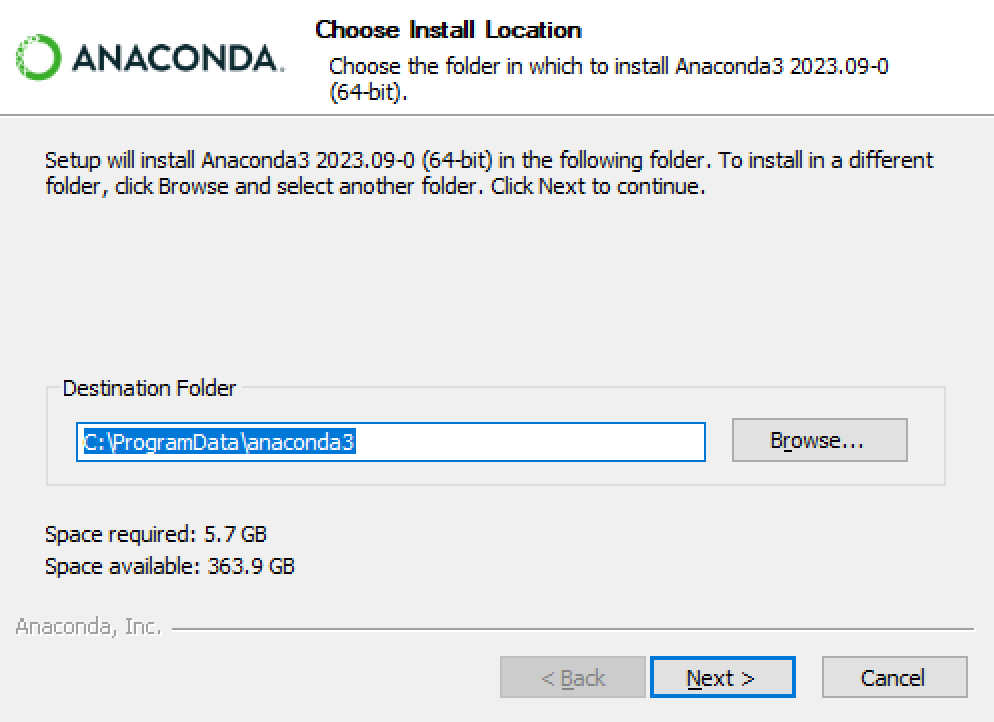 ANACONDA.
Choose Install Location
Choose the folder in which to install Anaconda3 2023.09-0
(64-bit).
Setup will install Anaconda3 2023.09-0 (64-bit) in the following folder. To install in a different
folder, click Browse and select another folder. Click Next to continue.
Destination Folder
C:\ProgramData\anaconda3
Browse...
Space required: 5.7 GB
Space available: 363.9 GB
Anaconda, Inc.
< Back
Next >
Cancel